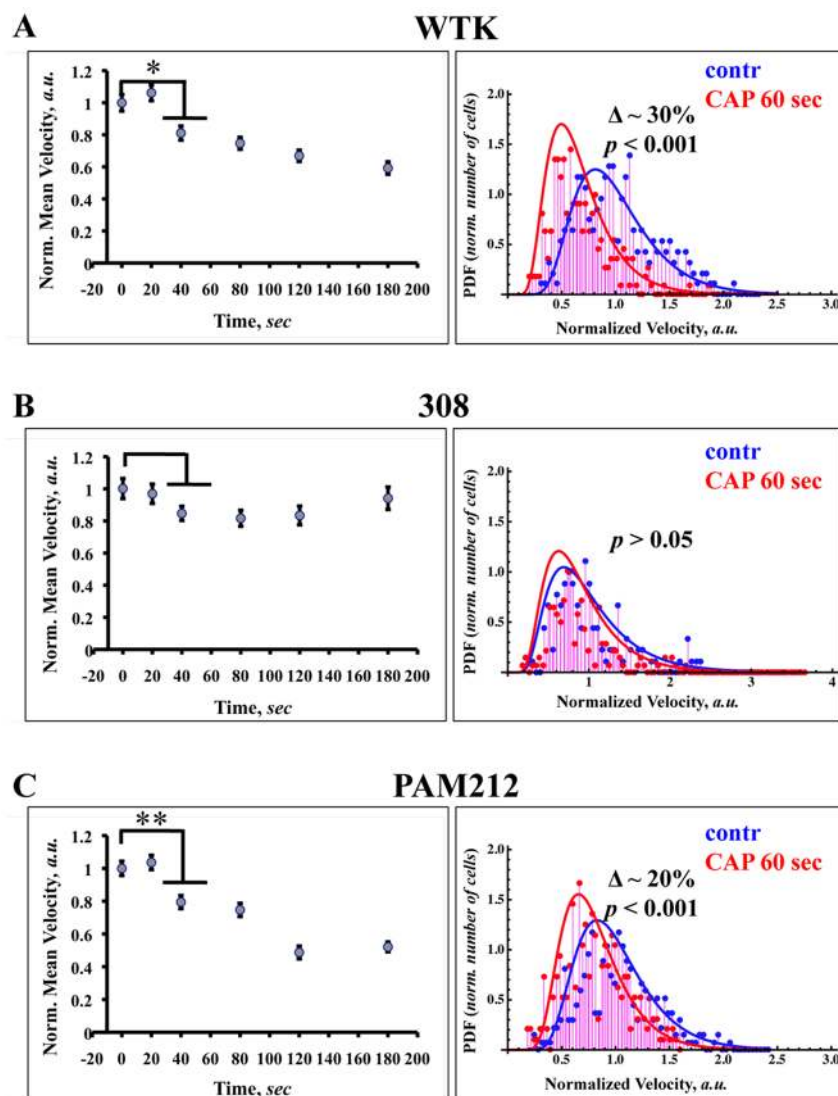 A WTK
Norm. Mean Velocity, a.u.
1.2
1
0.8
0.6
0.4
0.2
0
*
-20 0 20 40 60 80 100 120 140 160 180 200
Time, sec
PDF (norm. number of cells)
2.0
1.5
1.0
0.5
contr
CAP 60 sec
Δ ~ 30%
p < 0.001
0.5 1.0 1.5 2.0 2.5 3.0
Normalized Velocity, a.u.
B 308
Norm. Mean Velocity, a.u.
1.2
1
0.8
0.6
0.4
0.2
0
-20 0 20 40 60 80 100 120 140 160 180 200
Time, sec
PDF (norm. number of cells)
2.0
1.5
1.0
0.5
contr
CAP 60 sec
p > 0.05
1 2 3 4
Normalized Velocity, a.u.
C PAM212
Norm. Mean Velocity, a.u.
1.2
1
0.8
0.6
0.4
0.2
0
**
-20 0 20 40 60 80 100 120 140 160 180 200
Time, sec
PDF (norm. number of cells)
2.0
1.5
1.0
0.5
contr
CAP 60 sec
Δ ~ 20%
p < 0.001
0.5 1.0 1.5 2.0 2.5 3.0
Normalized Velocity, a.u.